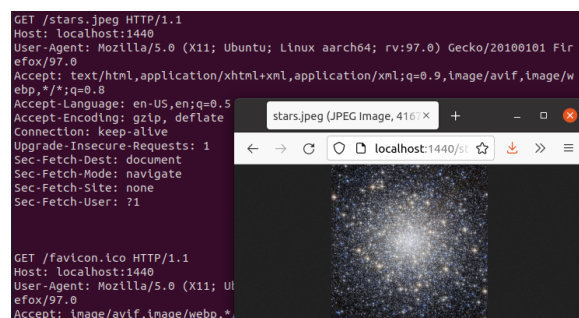 GET /stars.jpeg HTTP/1.1
Host: localhost:1440
User-Agent: Mozilla/5.0 (X11; Ubuntu; Linux aarch64; rv:97.0) Gecko/20100101 Fir
efox/97.0
Accept: text/html,application/xhtml+xml,application/xml;q=0.9,image/avif,image/w
ebp,*/*;q=0.8
Accept-Language: en-US,en;q=0.5
Accept-Encoding: gzip, deflate
Connection: keep-alive
Upgrade-Insecure-Requests: 1
Sec-Fetch-Dest: document
Sec-Fetch-Mode: navigate
Sec-Fetch-Site: none
Sec-Fetch-User: ?1
stars.jpeg (JPEG Image, 4167
localhost:1440/st
GET /favicon.ico HTTP/1.1
Host: localhost:1440
User-Agent: Mozilla/5.0 (X11; U
efox/97.0
Accept: image/avif,image/webp,*